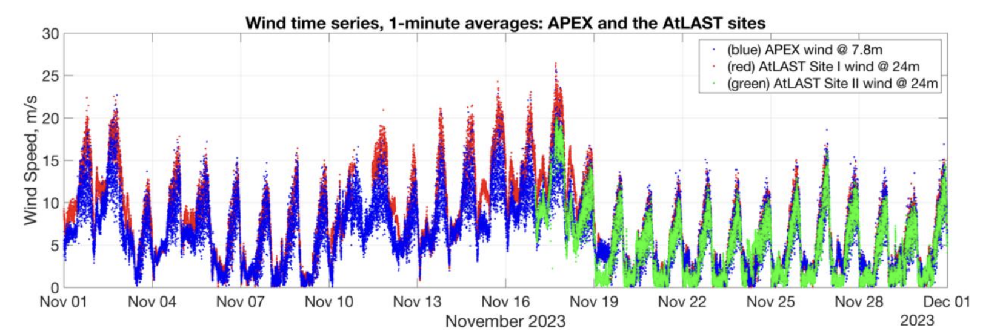 Wind time series, 1-minute averages: APEX and the AtLAST sites
30
25
20
15
10
5
0
Wind Speed, m/s
(blue) APEX wind @ 7.8m
(red) AtLAST Site I wind @ 24m
(green) AtLAST Site II wind @ 24m
Nov 01 Nov 04 Nov 07 Nov 10 Nov 13 Nov 16 Nov 19 Nov 22 Nov 25 Nov 28 Dec 01
November 2023 2023